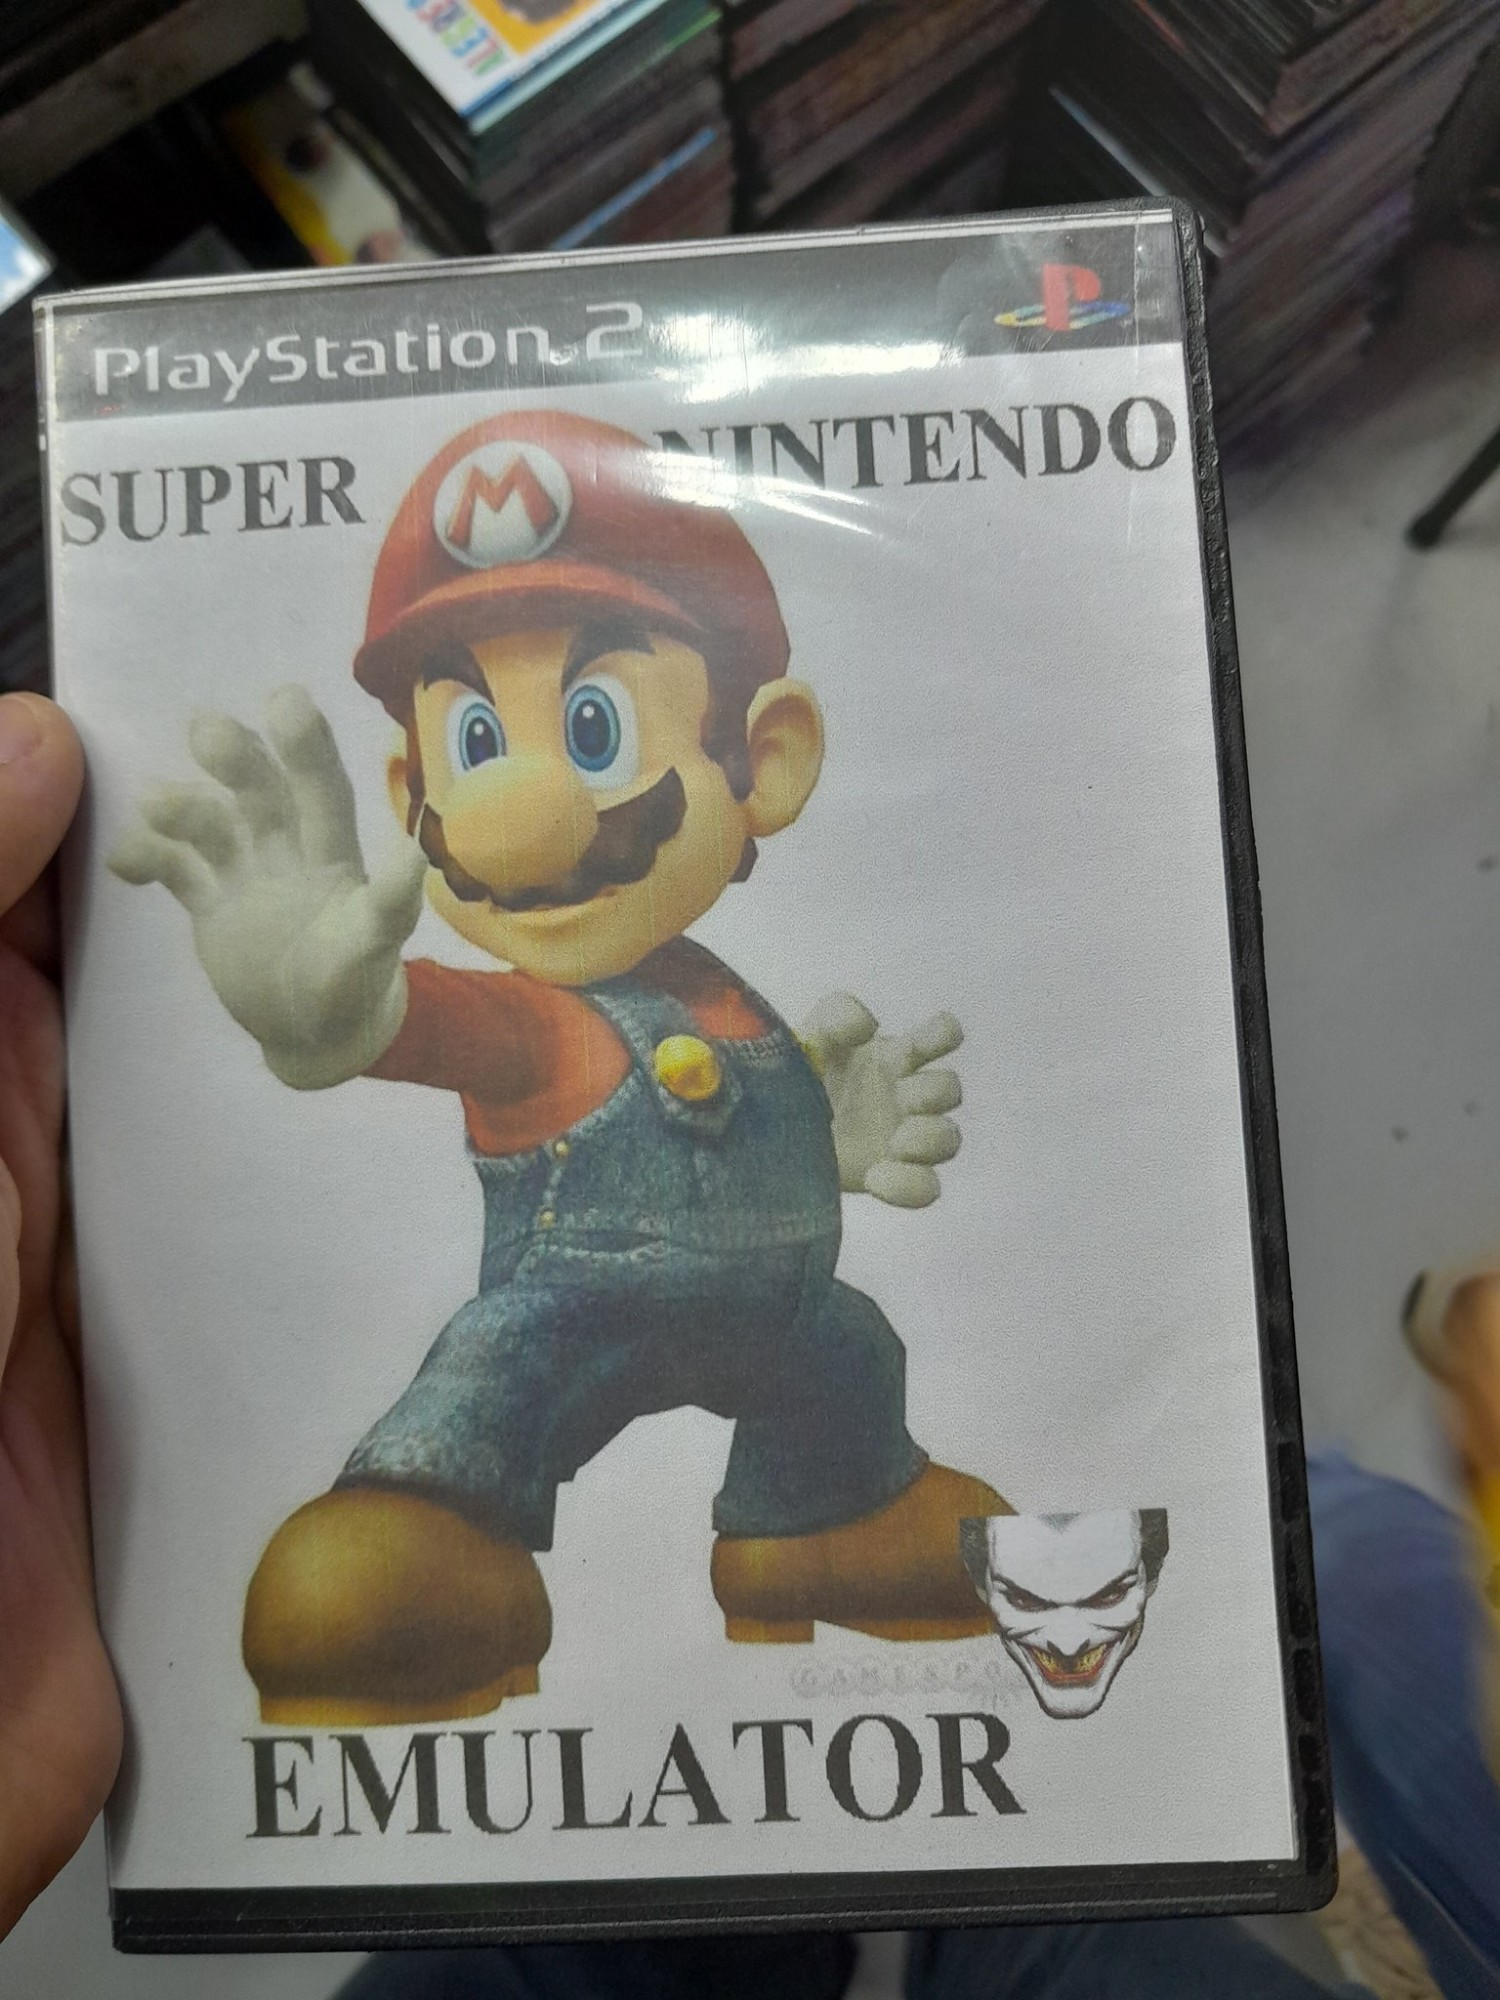 PlayStation 2
SUPER NINTENDO
M
EMULATOR